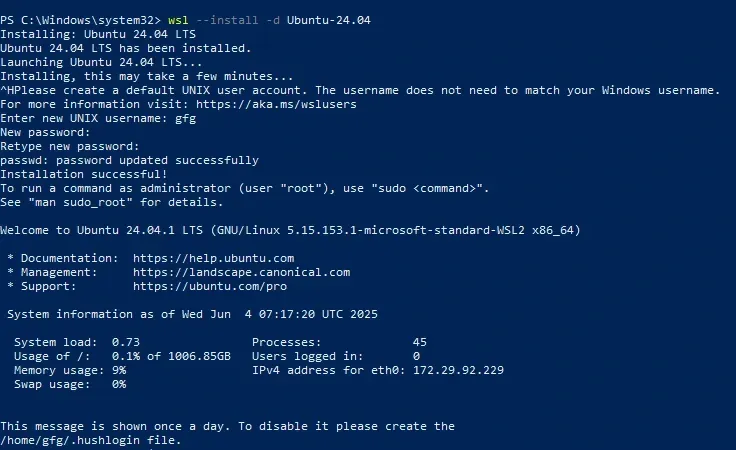 PS C:\Windows\system32> wsl --install -d Ubuntu-24.04
Installing: Ubuntu 24.04 LTS
Ubuntu 24.04 LTS has been installed.
Launching Ubuntu 24.04 LTS...
Installing, this may take a few minutes...
^HPlease create a default UNIX user account. The username does not need to match your Windows username.
For more information visit: https://aka.ms/wslusers
Enter new UNIX username: gfg
New password:
Retype new password:
passwd: password updated successfully
Installation successful!
To run a command as administrator (user "root"), use "sudo <command>".
See "man sudo_root" for details.
Welcome to Ubuntu 24.04.1 LTS (GNU/Linux 5.15.153.1-microsoft-standard-WSL2 x86_64)
* Documentation:  https://help.ubuntu.com
* Management:     https://landscape.canonical.com
* Support:        https://ubuntu.com/pro
System information as of Wed Jun  4 07:17:20 UTC 2025
System load:  0.73                Processes:             45
Usage of /:   0.1% of 1006.85GB   Users logged in:       0
Memory usage: 9%                  IPv4 address for eth0: 172.29.92.229
Swap usage:   0%
This message is shown once a day. To disable it please create the
/home/gfg/.hushlogin file.